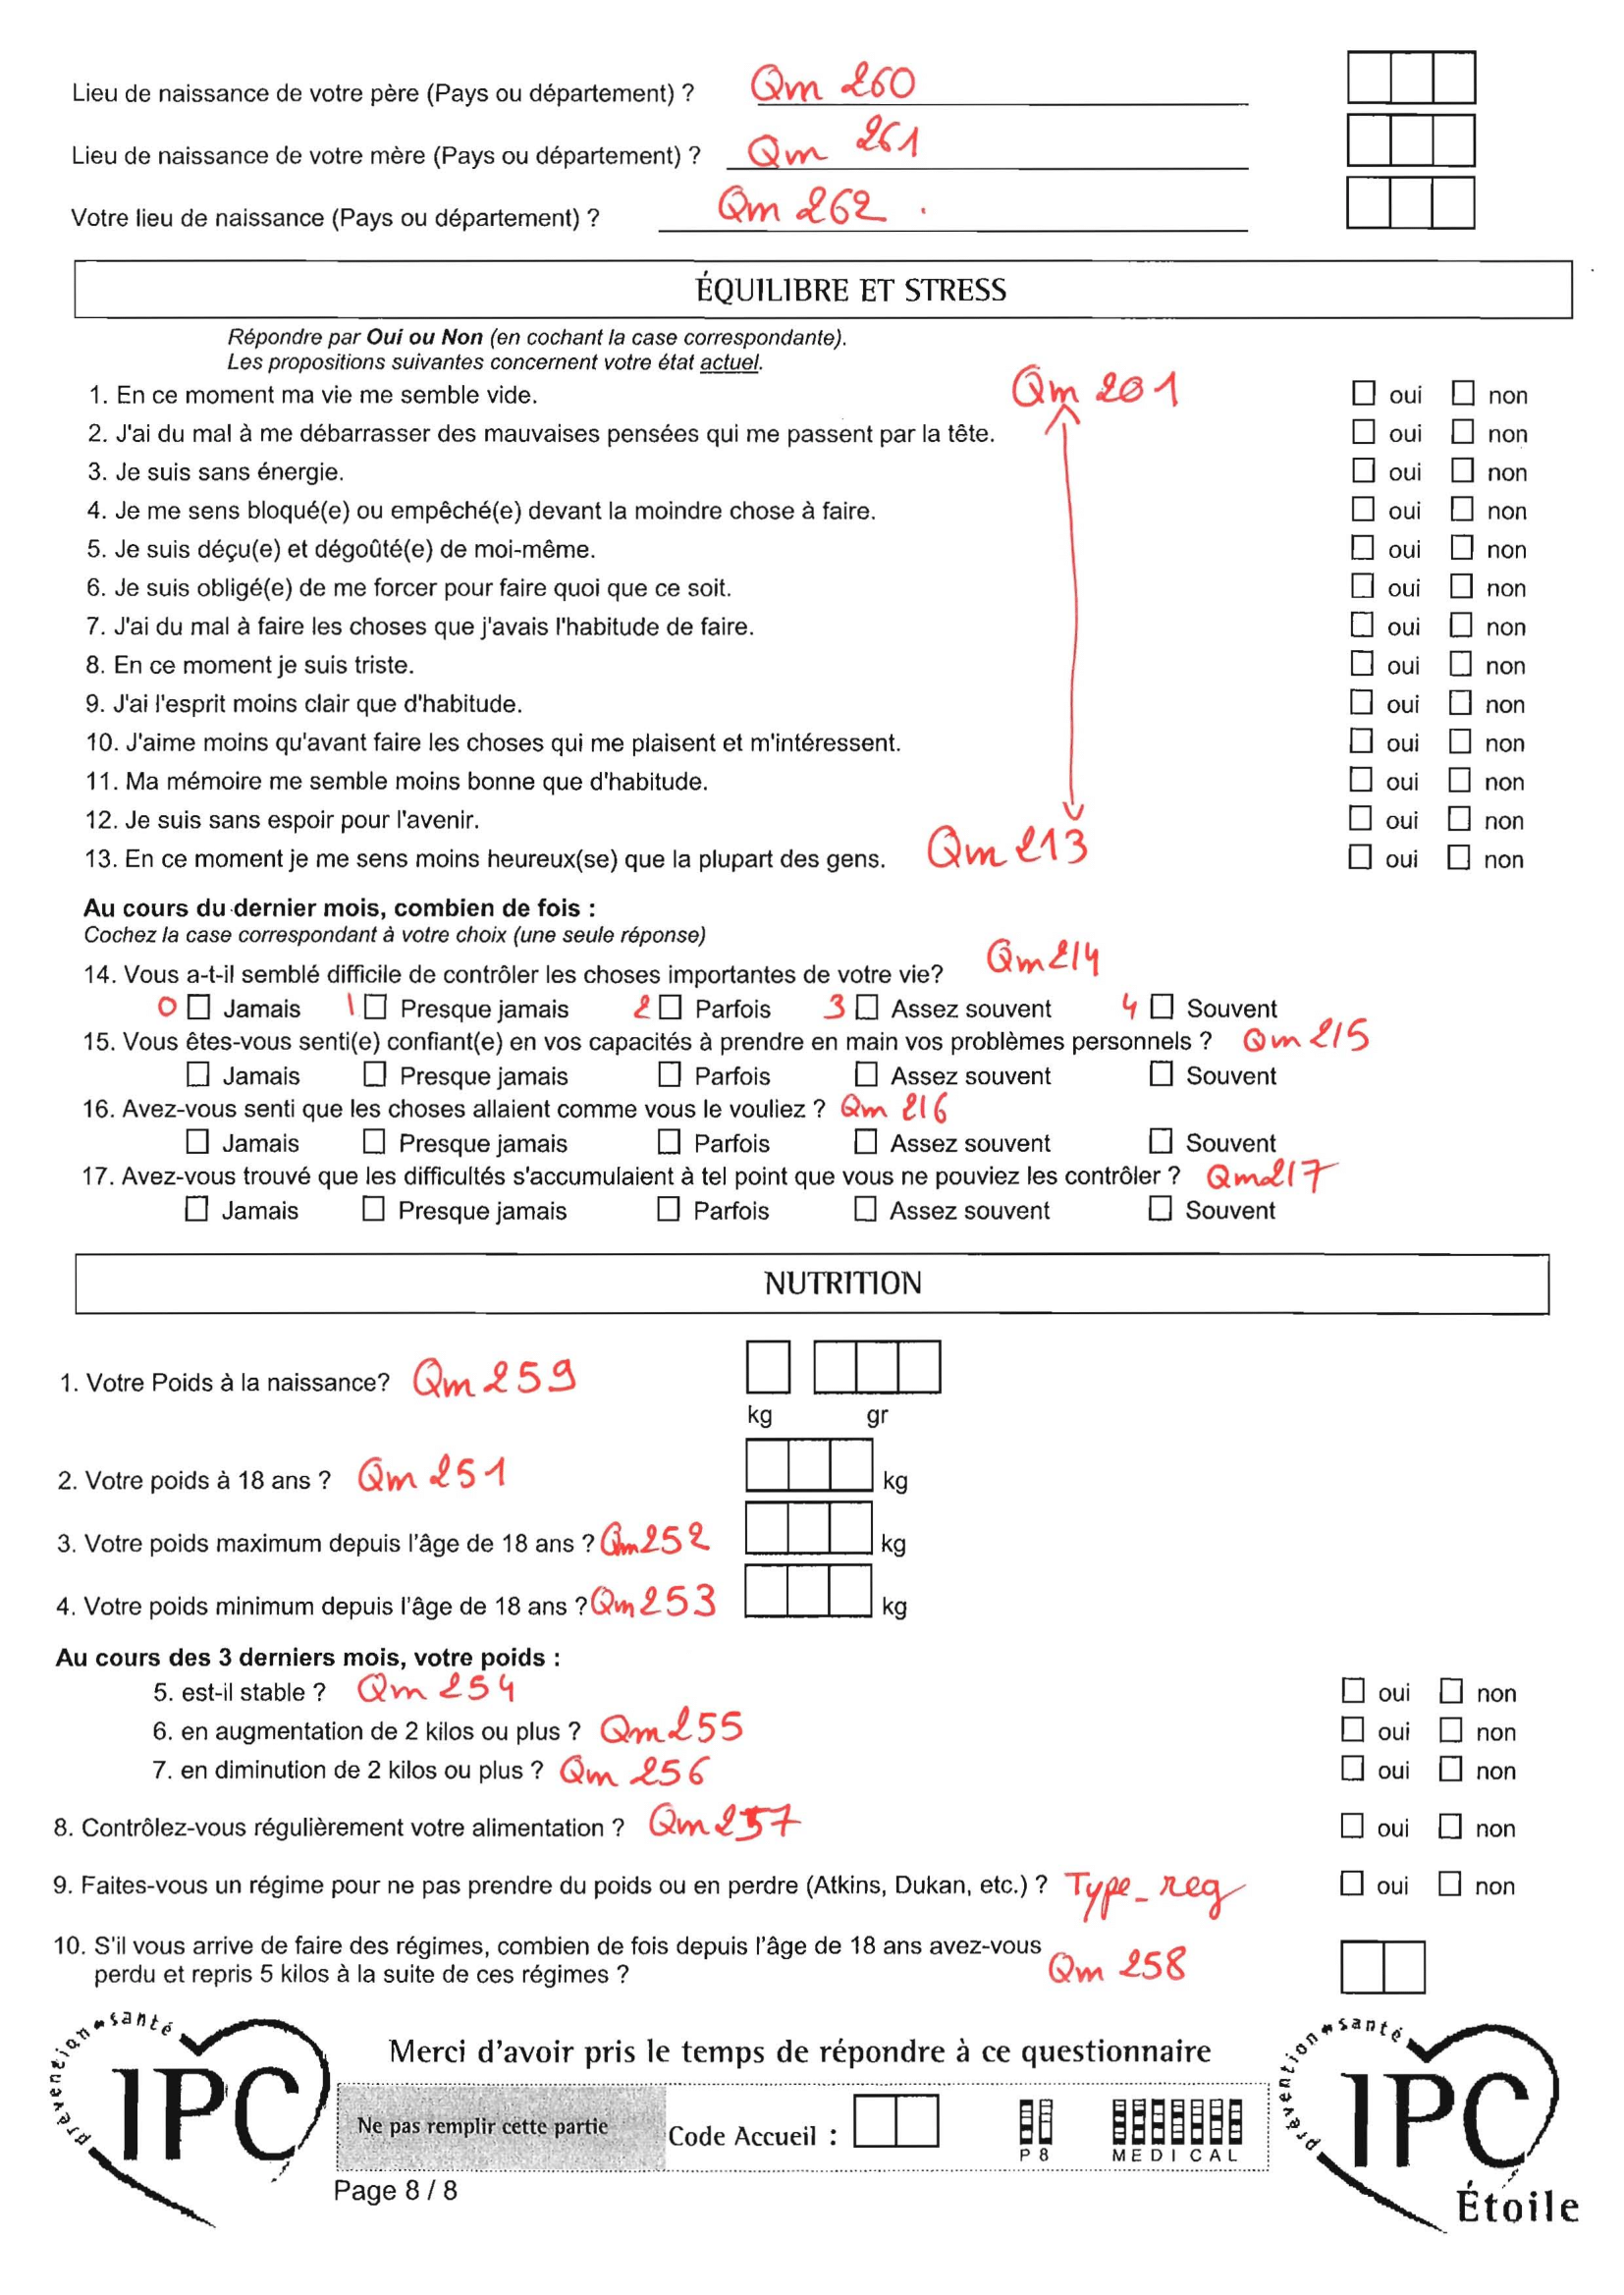 Lieu de naissance de votre père (Pays ou département) ? Qm 260
Lieu de naissance de votre mère (Pays ou département) ? Qm 261
Votre lieu de naissance (Pays ou département) ? Qm 262 .
ÉQUILIBRE ET STRESS
Répondre par Oui ou Non (en cochant la case correspondante).
Les propositions suivantes concernent votre état actuel.
1. En ce moment ma vie me semble vide. Qm 201 oui non
2. J'ai du mal à me débarrasser des mauvaises pensées qui me passent par la tête. oui non
3. Je suis sans énergie. oui non
4. Je me sens bloqué(e) ou empêché(e) devant la moindre chose à faire. oui non
5. Je suis déçu(e) et dégoûté(e) de moi-même. oui non
6. Je suis obligé(e) de me forcer pour faire quoi que ce soit. oui non
7. J'ai du mal à faire les choses que j'avais l'habitude de faire. oui non
8. En ce moment je suis triste. oui non
9. J'ai l'esprit moins clair que d'habitude. oui non
10. J'aime moins qu'avant faire les choses qui me plaisent et m'intéressent. oui non
11. Ma mémoire me semble moins bonne que d'habitude. oui non
12. Je suis sans espoir pour l'avenir. oui non
13. En ce moment je me sens moins heureux(se) que la plupart des gens. Qm 213 oui non
Au cours du dernier mois, combien de fois :
Cochez la case correspondant à votre choix (une seule réponse)
14. Vous a-t-il semblé difficile de contrôler les choses importantes de votre vie? Qm 214
0 Jamais 1 Presque jamais 2 Parfois 3 Assez souvent 4 Souvent
15. Vous êtes-vous senti(e) confiant(e) en vos capacités à prendre en main vos problèmes personnels ? Qm 215
Jamais Presque jamais Parfois Assez souvent Souvent
16. Avez-vous senti que les choses allaient comme vous le vouliez ? Qm 216
Jamais Presque jamais Parfois Assez souvent Souvent
17. Avez-vous trouvé que les difficultés s'accumulaient à tel point que vous ne pouviez les contrôler ? Qm 217
Jamais Presque jamais Parfois Assez souvent Souvent
NUTRITION
1. Votre Poids à la naissance? Qm 259
kg gr
2. Votre poids à 18 ans ? Qm 251 kg
3. Votre poids maximum depuis l'âge de 18 ans ? Qm 252 kg
4. Votre poids minimum depuis l'âge de 18 ans ? Qm 253 kg
Au cours des 3 derniers mois, votre poids :
5. est-il stable ? Qm 254 oui non
6. en augmentation de 2 kilos ou plus ? Qm 255 oui non
7. en diminution de 2 kilos ou plus ? Qm 256 oui non
8. Contrôlez-vous régulièrement votre alimentation ? Qm 257 oui non
9. Faites-vous un régime pour ne pas prendre du poids ou en perdre (Atkins, Dukan, etc.) ? Type_reg oui non
10. S'il vous arrive de faire des régimes, combien de fois depuis l'âge de 18 ans avez-vous
perdu et repris 5 kilos à la suite de ces régimes ? Qm 258
prévention santé
IPC
Merci d'avoir pris le temps de répondre à ce questionnaire
Ne pas remplir cette partie
Code Accueil :
P 8
MEDICAL
prévention santé
IPC
Étoile
Page 8 / 8